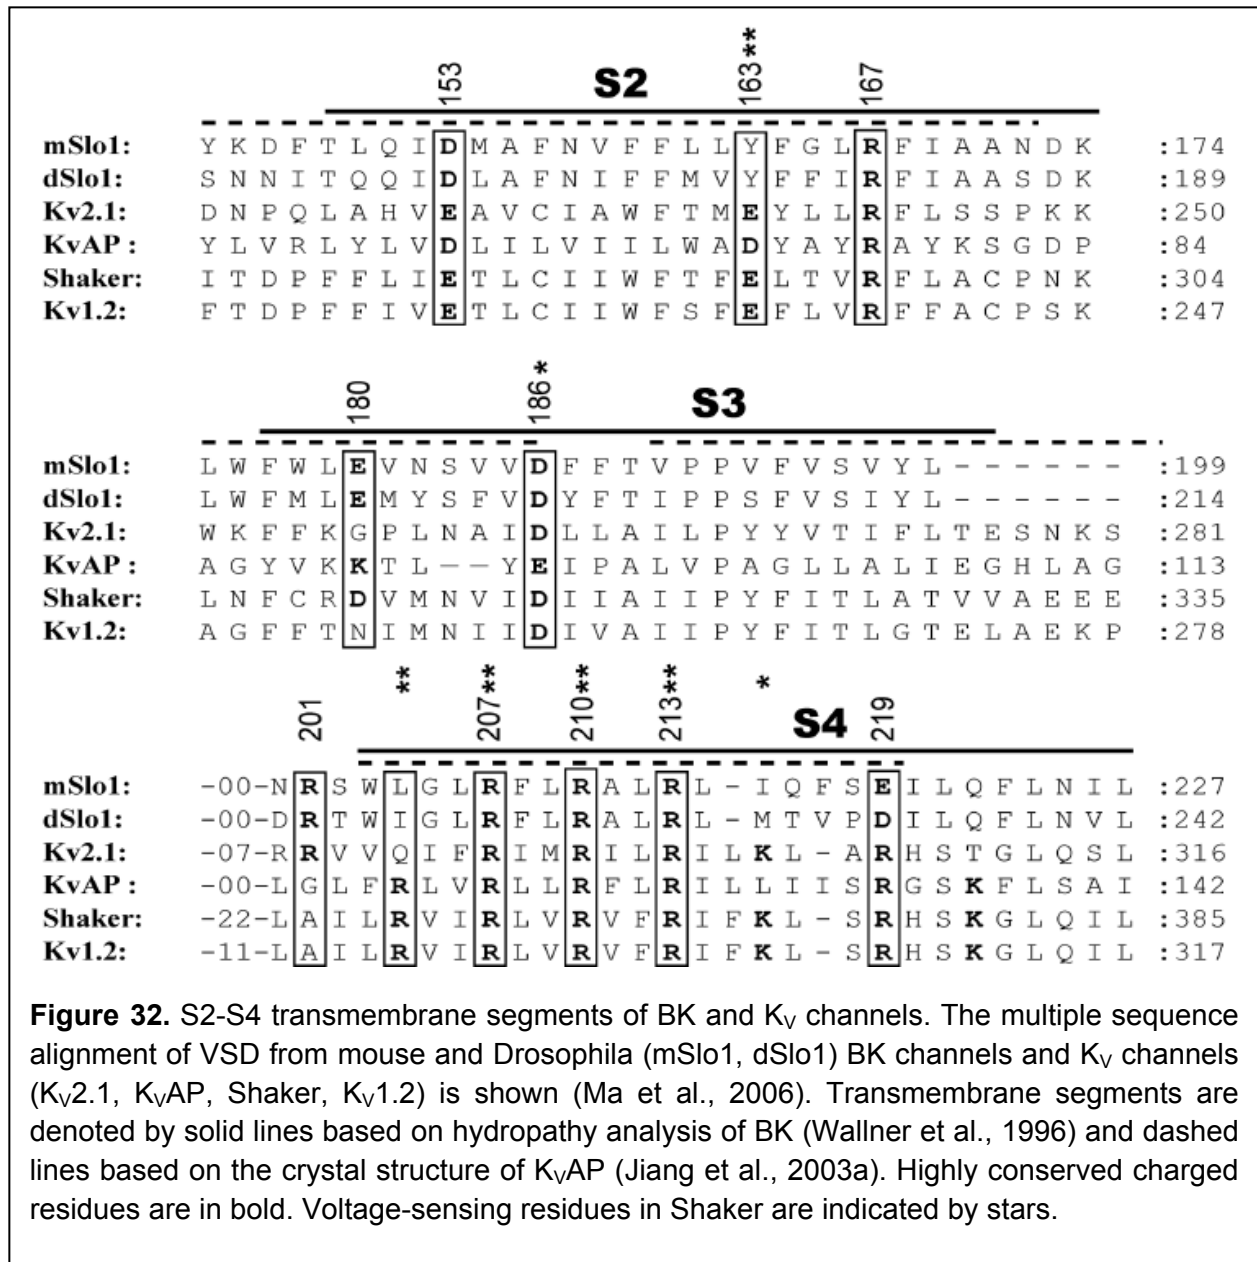 153 S2 163** 167
mSlo1: Y K D F T L Q I D M A F N V F F L L Y F G L R F I A A N D K :174
dSlo1: S N N I T Q Q I D L A F N I F F M V Y F F I R F I A A S D K :189
Kv2.1: D N P Q L A H V E A V C I A W F T M E Y L L R F L S S P K K :250
KvAP : Y L V R L Y L V D L I L V I I L W A D Y A Y R A Y K S G D P :84
Shaker: I T D P F F L I E T L C I I W F T F E L T V R F L A C P N K :304
Kv1.2: F T D P F F I V E T L C I I W F S F E F L V R F F A C P S K :247
180 186* S3
mSlo1: L W F W L E V N S V V D F F T V P P V F V S V Y L - - - - - - :199
dSlo1: L W F M L E M Y S F V D Y F T I P P S F V S I Y L - - - - - - :214
Kv2.1: W K F F K G P L N A I D L L A I L P Y Y V T I F L T E S N K S :281
KvAP : A G Y V K K T L – – Y E I P A L V P A G L L A L I E G H L A G :113
Shaker: L N F C R D V M N V I D I I A I I P Y F I T L A T V V A E E E :335
Kv1.2: A G F F T N I M N I I D I V A I I P Y F I T L G T E L A E K P :278
201 ** 207** 210** 213** * S4 219
mSlo1: -00-N R S W L G L R F L R A L R L - I Q F S E I L Q F L N I L :227
dSlo1: -00-D R T W I G L R F L R A L R L - M T V P D I L Q F L N V L :242
Kv2.1: -07-R R V V Q I F R I M R I L R I L K L - A R H S T G L Q S L :316
KvAP : -00-L G L F R L V R L L R F L R I L L I I S R G S K F L S A I :142
Shaker: -22-L A I L R V I R L V R V F R I F K L - S R H S K G L Q I L :385
Kv1.2: -11-L A I L R V I R L V R V F R I F K L - S R H S K G L Q I L :317
Figure 32. S2-S4 transmembrane segments of BK and KV channels. The multiple sequence
alignment of VSD from mouse and Drosophila (mSlo1, dSlo1) BK channels and KV channels
(KV2.1, KVAP, Shaker, KV1.2) is shown (Ma et al., 2006). Transmembrane segments are
denoted by solid lines based on hydropathy analysis of BK (Wallner et al., 1996) and dashed
lines based on the crystal structure of KVAP (Jiang et al., 2003a). Highly conserved charged
residues are in bold. Voltage-sensing residues in Shaker are indicated by stars.